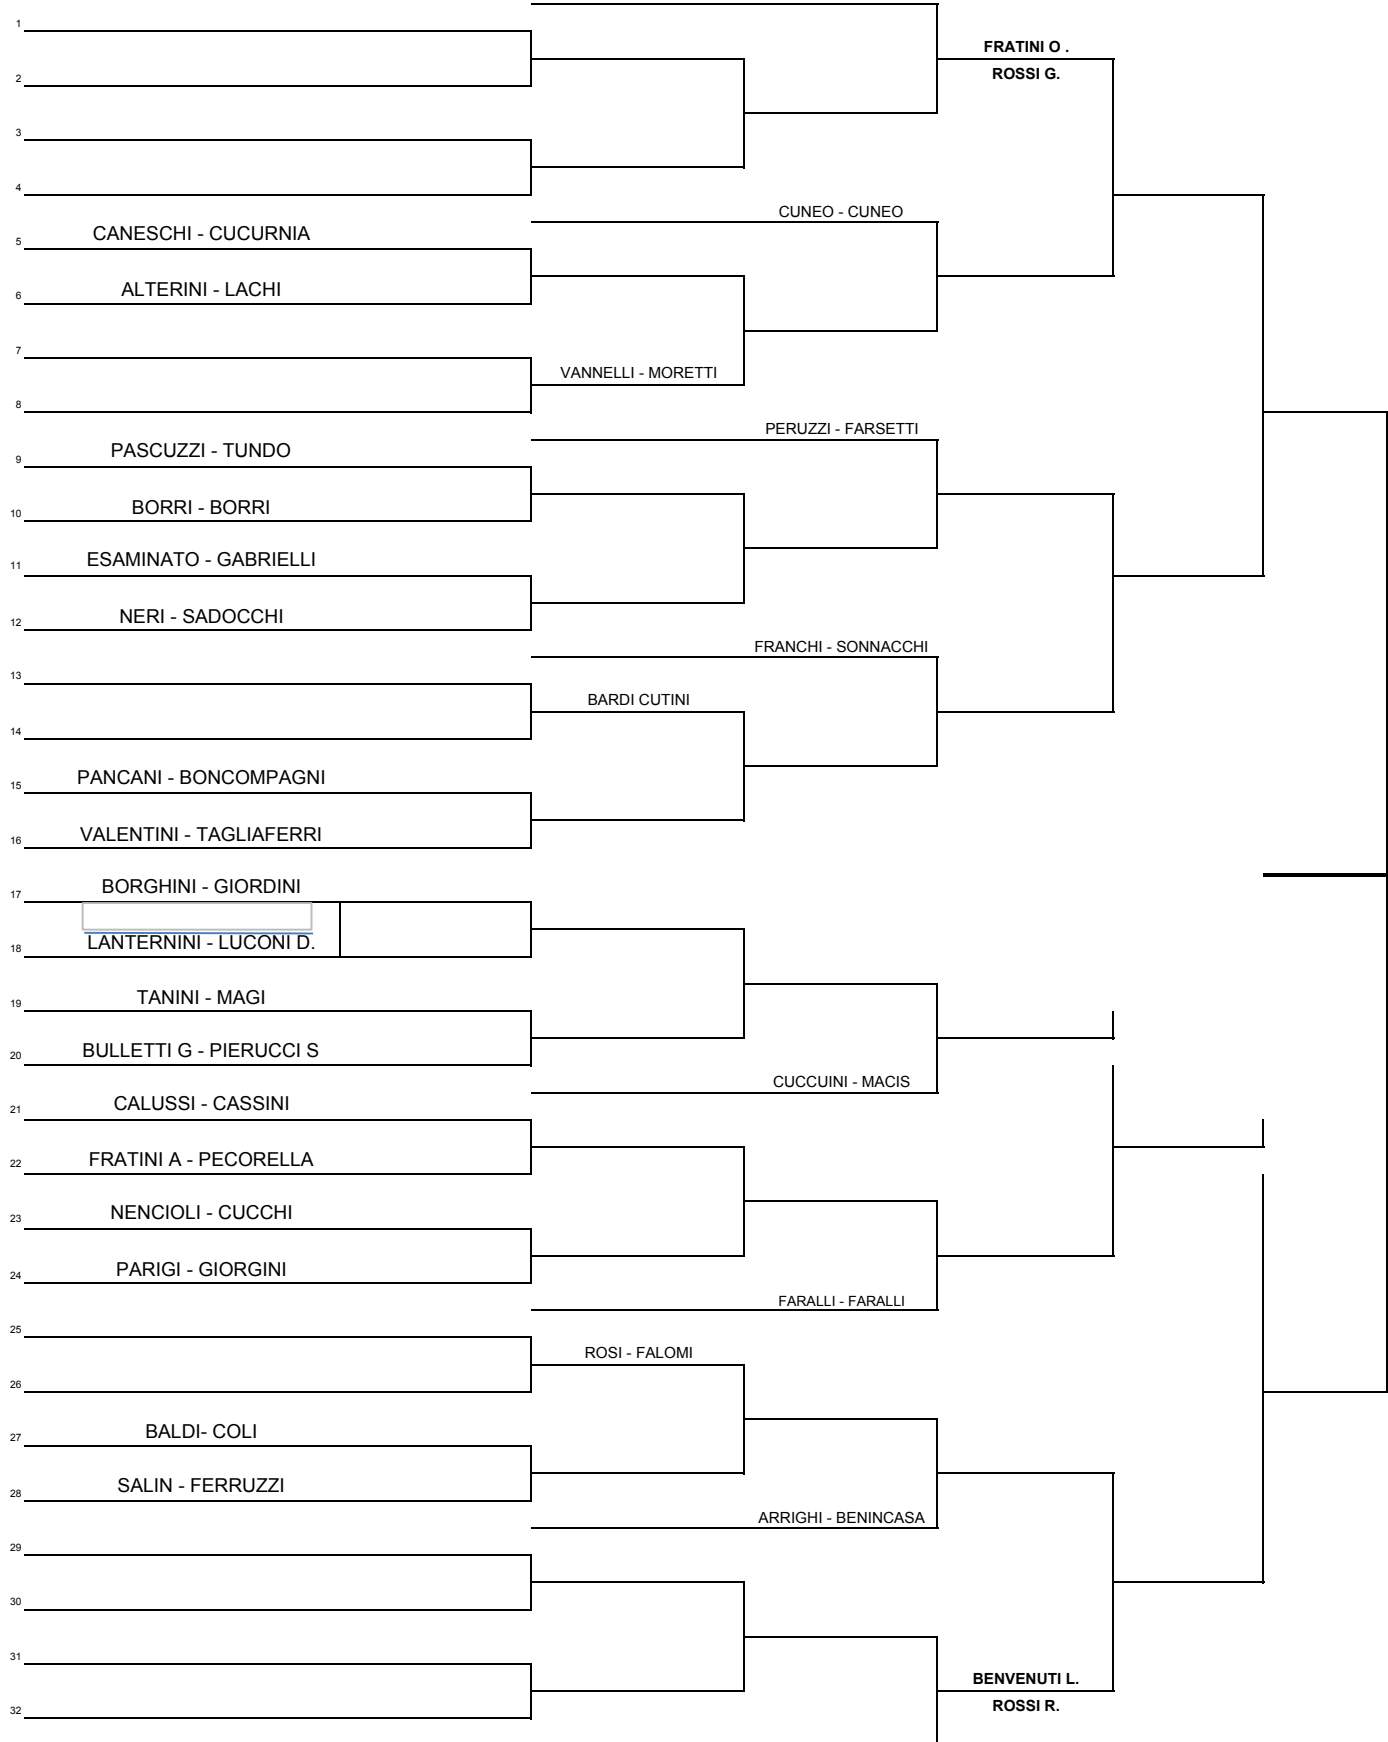 1
FRATINI O .
2
ROSSI G.
3
4
CUNEO - CUNEO
5 CANESCHI - CUCURNIA
6 ALTERINI - LACHI
7
VANNELLI - MORETTI
8
PERUZZI - FARSETTI
9 PASCUZZI - TUNDO
10 BORRI - BORRI
11 ESAMINATO - GABRIELLI
12 NERI - SADOCCHI
FRANCHI - SONNACCHI
13
BARDI CUTINI
14
15 PANCANI - BONCOMPAGNI
16 VALENTINI - TAGLIAFERRI
17 BORGHINI - GIORDINI
18 LANTERNINI - LUCONI D.
19 TANINI - MAGI
20 BULLETTI G - PIERUCCI S
CUCCUINI - MACIS
21 CALUSSI - CASSINI
22 FRATINI A - PECORELLA
23 NENCIOLI - CUCCHI
24 PARIGI - GIORGINI
FARALLI - FARALLI
25
ROSI - FALOMI
26
27 BALDI- COLI
28 SALIN - FERRUZZI
ARRIGHI - BENINCASA
29
30
31
BENVENUTI L.
32
ROSSI R.